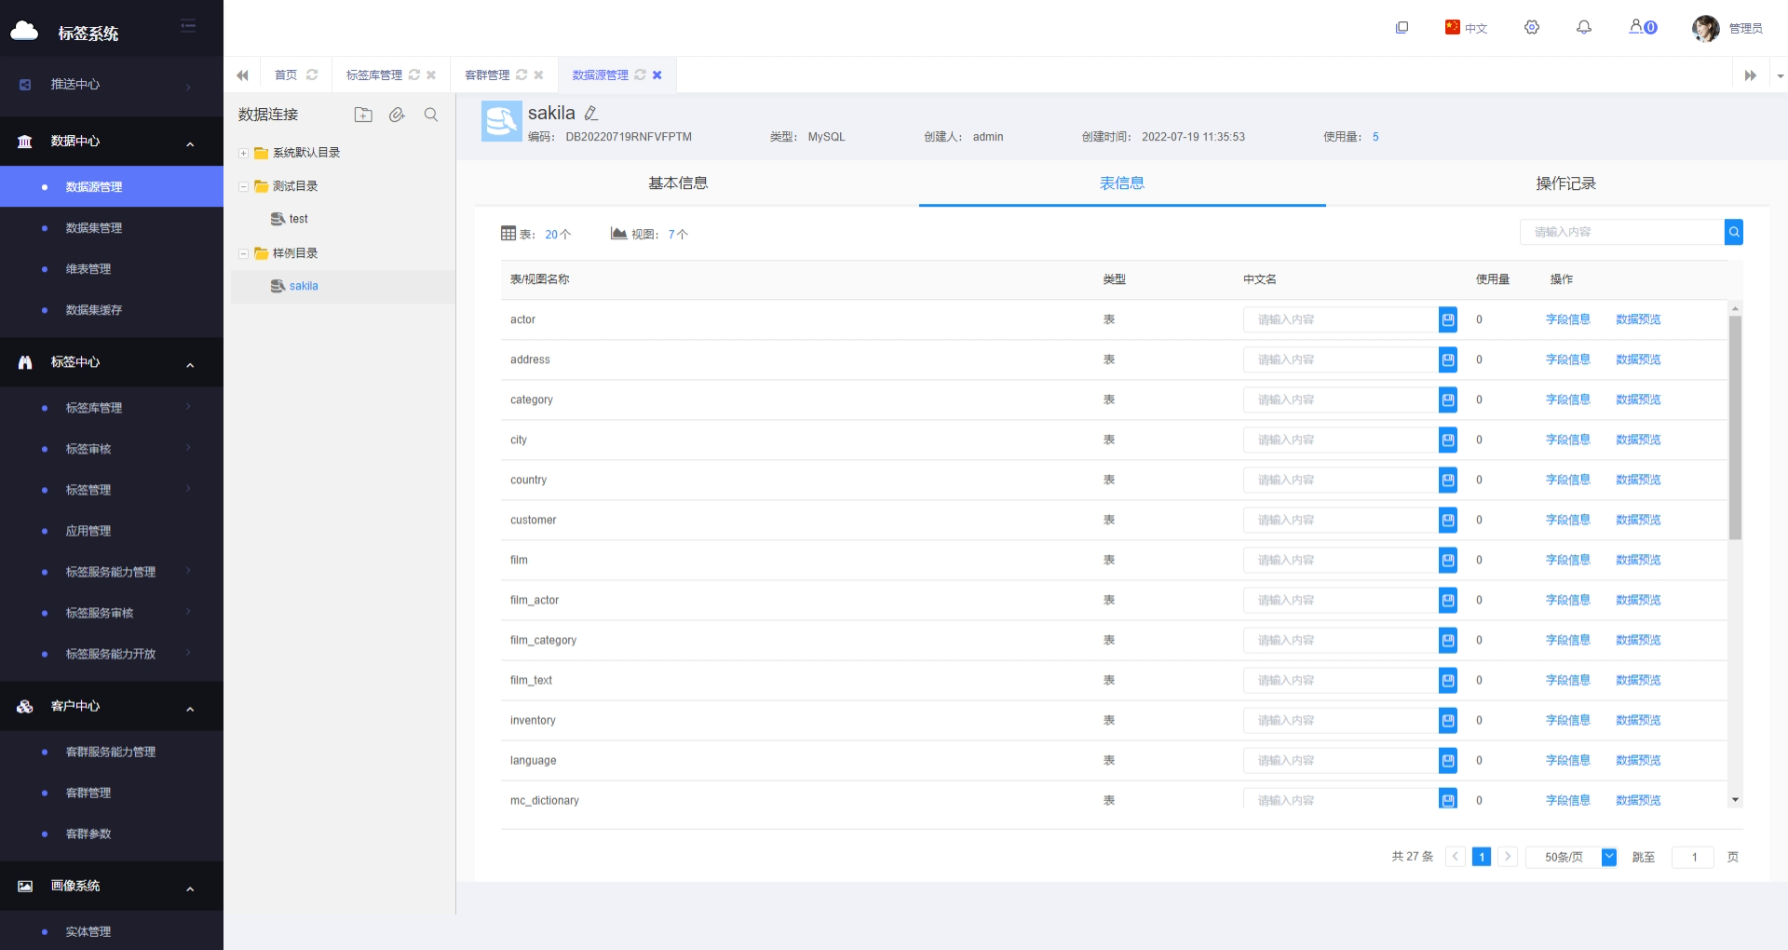 标签系统
推送中心
数据中心
数据源管理
数据集管理
维表管理
数据集缓存
标签中心
标签库管理
标签审核
标签管理
应用管理
标签服务能力管理
标签服务审核
标签服务能力开放
客户中心
客群服务能力管理
客群管理
客群参数
画像系统
实体管理
中文
0
管理员
首页
标签库管理
客群管理
数据源管理
数据连接
系统默认目录
测试目录
test
样例目录
sakila
sakila
编码： DB20220719RNFVFPTM 类型： MySQL 创建人： admin 创建时间： 2022-07-19 11:35:53 使用量： 5
基本信息 表信息 操作记录
表： 20个 视图： 7个 请输入内容
表/视图名称 类型 中文名 使用量 操作
actor 表 请输入内容 0 字段信息 数据预览
address 表 请输入内容 0 字段信息 数据预览
category 表 请输入内容 0 字段信息 数据预览
city 表 请输入内容 0 字段信息 数据预览
country 表 请输入内容 0 字段信息 数据预览
customer 表 请输入内容 0 字段信息 数据预览
film 表 请输入内容 0 字段信息 数据预览
film_actor 表 请输入内容 0 字段信息 数据预览
film_category 表 请输入内容 0 字段信息 数据预览
film_text 表 请输入内容 0 字段信息 数据预览
inventory 表 请输入内容 0 字段信息 数据预览
language 表 请输入内容 0 字段信息 数据预览
mc_dictionary 表 请输入内容 0 字段信息 数据预览
共 27 条 1 50条/页 跳至 1 页